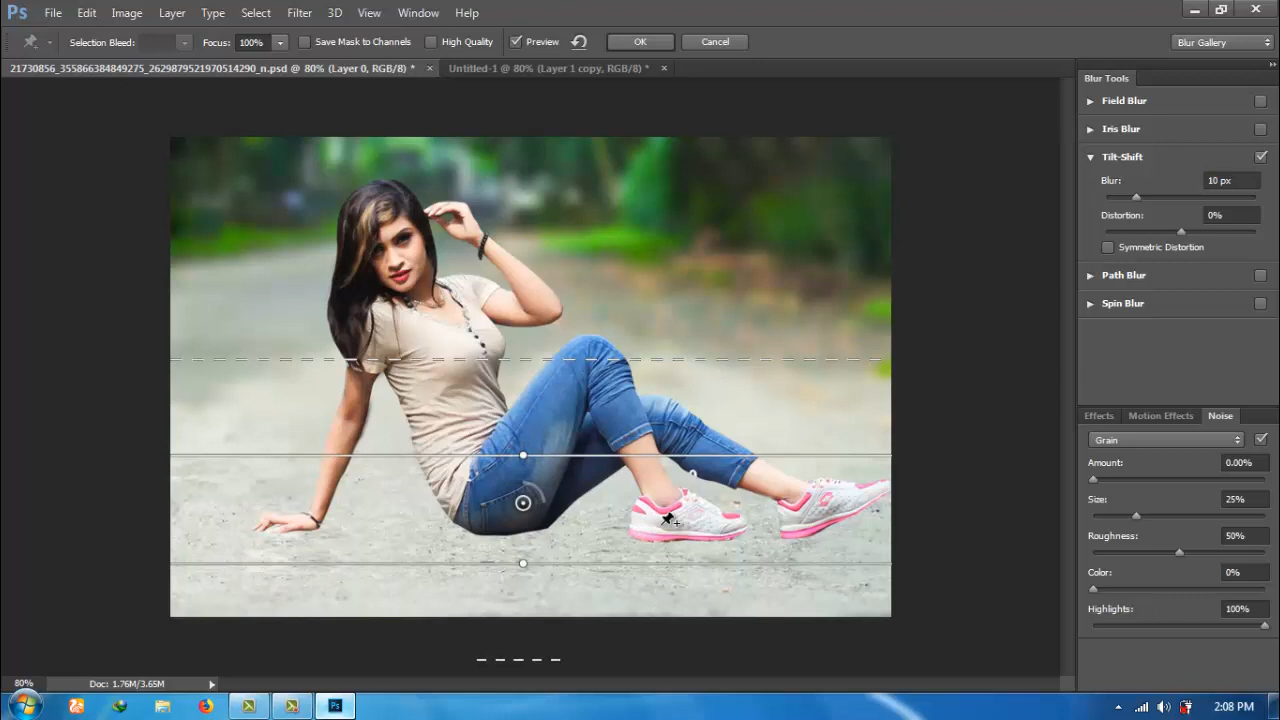 Ps File Edit Image Layer Type Select Filter 3D View Window Help
Selection Bleed: Focus: 100% Save Mask to Channels High Quality Preview OK Cancel Blur Gallery
21730856_355866384849275_2629879521970514290_n.psd @ 80% (Layer 0, RGB/8) * Untitled-1 @ 80% (Layer 1 copy, RGB/8) *
Blur Tools
Field Blur
Iris Blur
Tilt-Shift
Blur: 10 px
Distortion: 0%
Symmetric Distortion
Path Blur
Spin Blur
Effects Motion Effects Noise
Grain
Amount: 0.00%
Size: 25%
Roughness: 50%
Color: 0%
Highlights: 100%
80% Doc: 1.76M/3.65M
Ps 2:08 PM